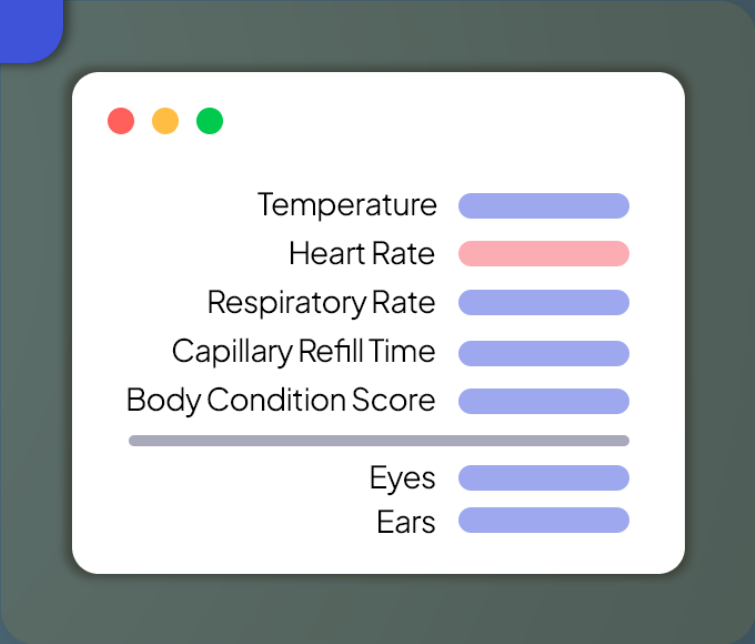 Temperature
Heart Rate
Respiratory Rate
Capillary Refill Time
Body Condition Score
Eyes
Ears